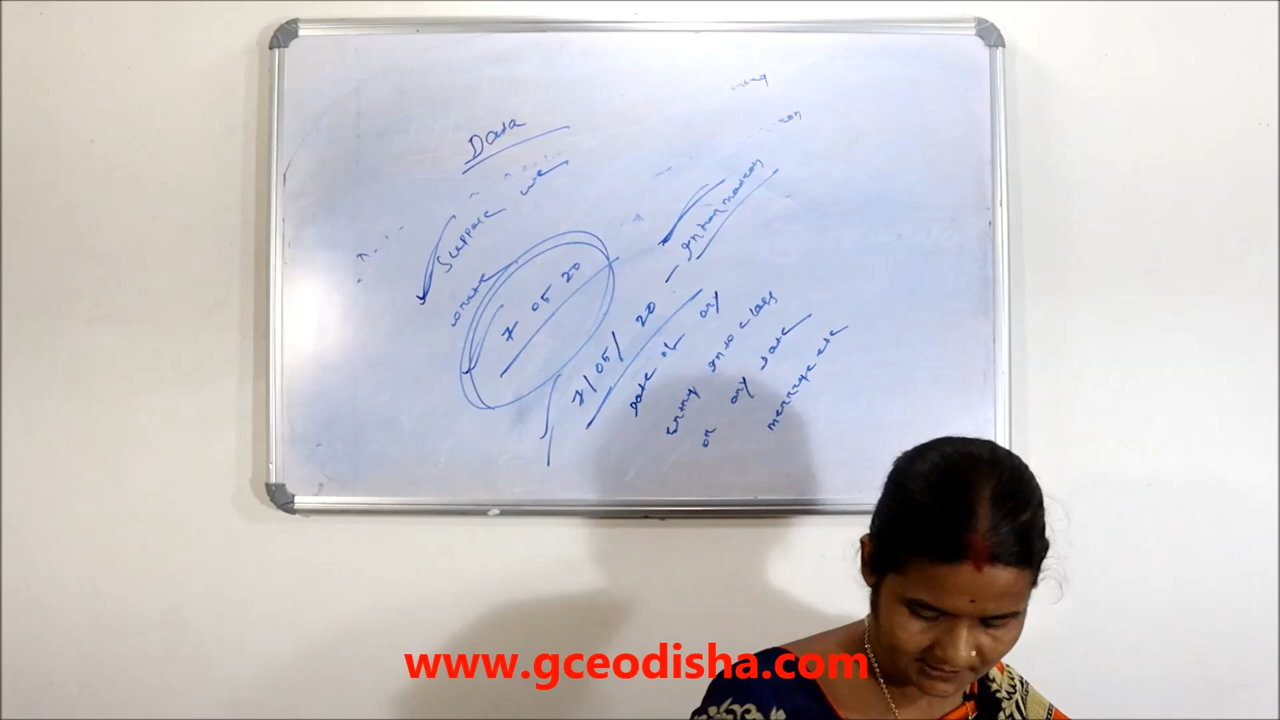 Data
Suppose we
write
7 05 20
7/05/20 - Information
date of any
entry into class
or any date
marriage etc
www.gceodisha.com